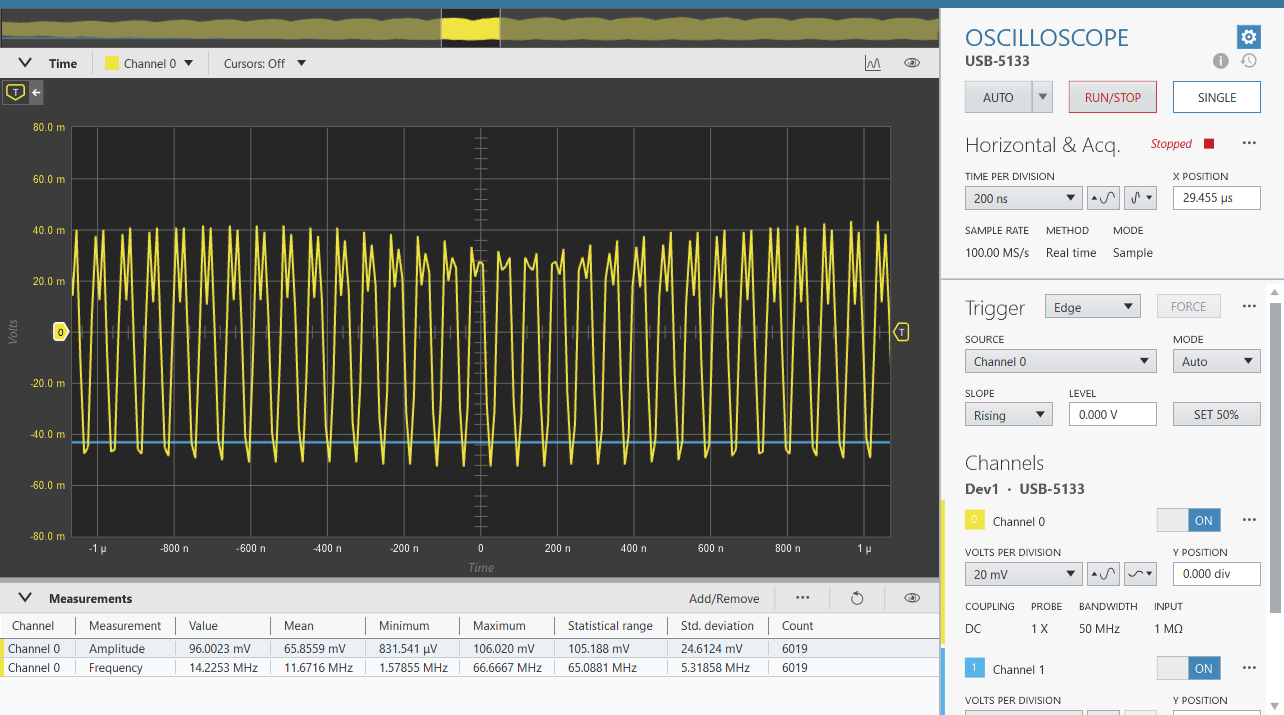 Time
Channel 0
Cursors: Off
T
80.0 m
60.0 m
40.0 m
20.0 m
0
T
-20.0 m
-40.0 m
-60.0 m
-80.0 m
Volts
-1 µ
-800 n
-600 n
-400 n
-200 n
0
200 n
400 n
600 n
800 n
1 µ
Time
Measurements
Add/Remove
Channel Measurement Value Mean Minimum Maximum Statistical range Std. deviation Count
Channel 0 Amplitude 96.0023 mV 65.8559 mV 831.541 µV 106.020 mV 105.188 mV 24.6124 mV 6019
Channel 0 Frequency 14.2253 MHz 11.6716 MHz 1.57855 MHz 66.6667 MHz 65.0881 MHz 5.31858 MHz 6019
OSCILLOSCOPE
USB-5133
AUTO
RUN/STOP
SINGLE
Horizontal & Acq.
Stopped
TIME PER DIVISION
X POSITION
200 ns
29.455 µs
SAMPLE RATE METHOD MODE
100.00 MS/s Real time Sample
Trigger
Edge
FORCE
SOURCE
MODE
Channel 0
Auto
SLOPE
LEVEL
Rising
0.000 V
SET 50%
Channels
Dev1 · USB-5133
0
Channel 0
ON
VOLTS PER DIVISION
Y POSITION
20 mV
0.000 div
COUPLING PROBE BANDWIDTH INPUT
DC 1 X 50 MHz 1 MΩ
1
Channel 1
ON
VOLTS PER DIVISION
Y POSITION